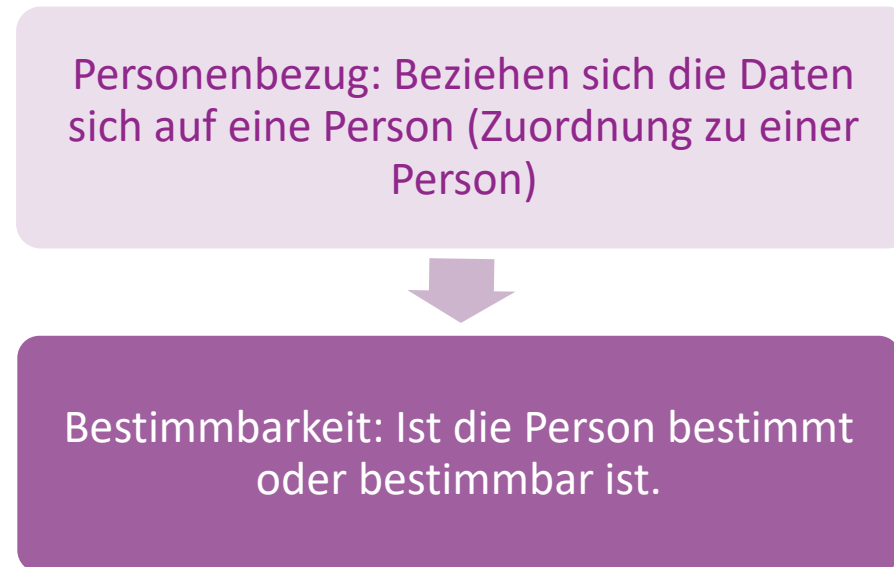 Personenbezug: Beziehen sich die Daten
sich auf eine Person (Zuordnung zu einer
Person)
Bestimmbarkeit: Ist die Person bestimmt
oder bestimmbar ist.